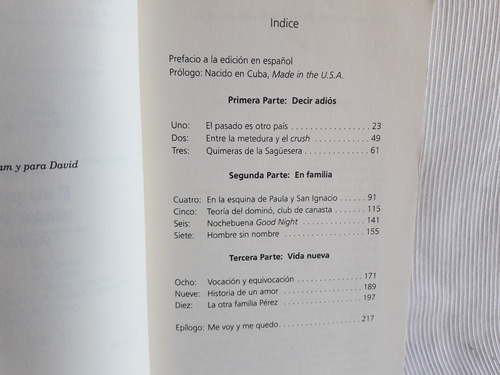 am y para David
Indice
Prefacio a la edición en español
Prólogo: Nacido en Cuba, Made in the U.S.A.
Primera Parte: Decir adiós
Uno: El pasado es otro país .................. 23
Dos: Entre la metedura y el crush .............. 49
Tres: Quimeras de la Sagüesera ................ 61
Segunda Parte: En familia
Cuatro: En la esquina de Paula y San Ignacio ...... 91
Cinco: Teoría del dominó, club de canasta ....... 115
Seis: Nochebuena Good Night .............. 141
Siete: Hombre sin nombre .................. 155
Tercera Parte: Vida nueva
Ocho: Vocación y equivocación ............... 171
Nueve: Historia de un amor .................. 189
Diez: La otra familia Pérez .................. 197
Epílogo: Me voy y me quedo .................. 217